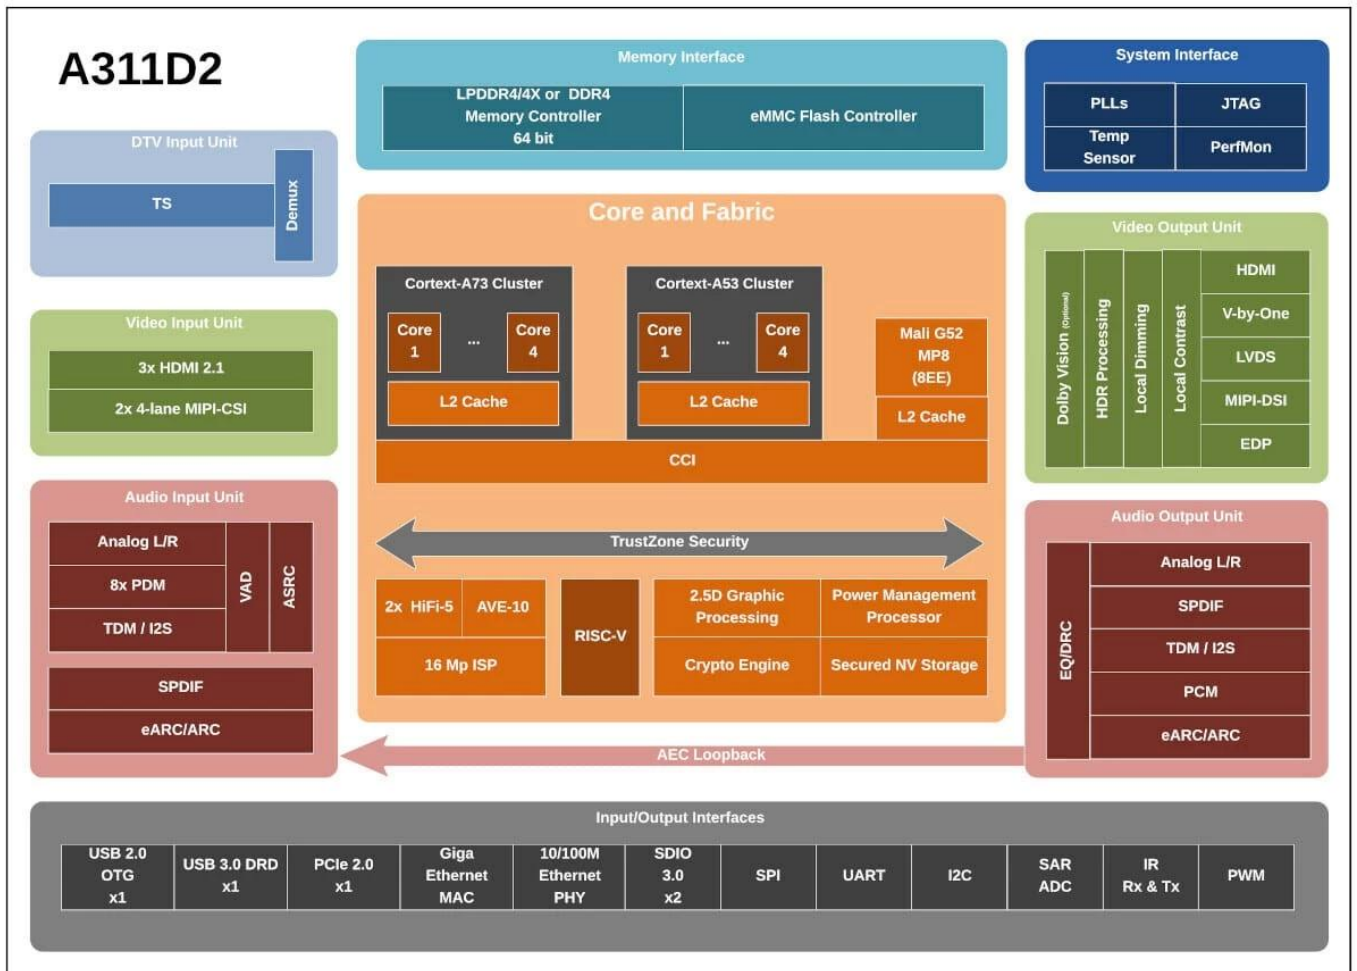 A311D2
Memory Interface
LPDDR4/4X or DDR4
Memory Controller
64 bit
eMMC Flash Controller
System Interface
PLLs
JTAG
Temp
Sensor
PerfMon
DTV Input Unit
TS
Demux
Video Input Unit
3x HDMI 2.1
2x 4-lane MIPI-CSI
Audio Input Unit
Analog L/R
8x PDM
TDM / I2S
VAD
ASRC
SPDIF
eARC/ARC
Core and Fabric
Cortext-A73 Cluster
Core
1
...
Core
4
L2 Cache
Cortext-A53 Cluster
Core
1
...
Core
4
L2 Cache
Mali G52
MP8
(8EE)
L2 Cache
CCI
TrustZone Security
2x HiFi-5
AVE-10
16 Mp ISP
RISC-V
2.5D Graphic
Processing
Power Management
Processor
Crypto Engine
Secured NV Storage
Video Output Unit
Dolby Vision (Optional)
HDR Processing
Local Dimming
Local Contrast
HDMI
V-by-One
LVDS
MIPI-DSI
EDP
Audio Output Unit
EQ/DRC
Analog L/R
SPDIF
TDM / I2S
PCM
eARC/ARC
AEC Loopback
Input/Output Interfaces
USB 2.0
OTG
x1
USB 3.0 DRD
x1
PCIe 2.0
x1
Giga
Ethernet
MAC
10/100M
Ethernet
PHY
SDIO
3.0
x2
SPI
UART
I2C
SAR
ADC
IR
Rx & Tx
PWM